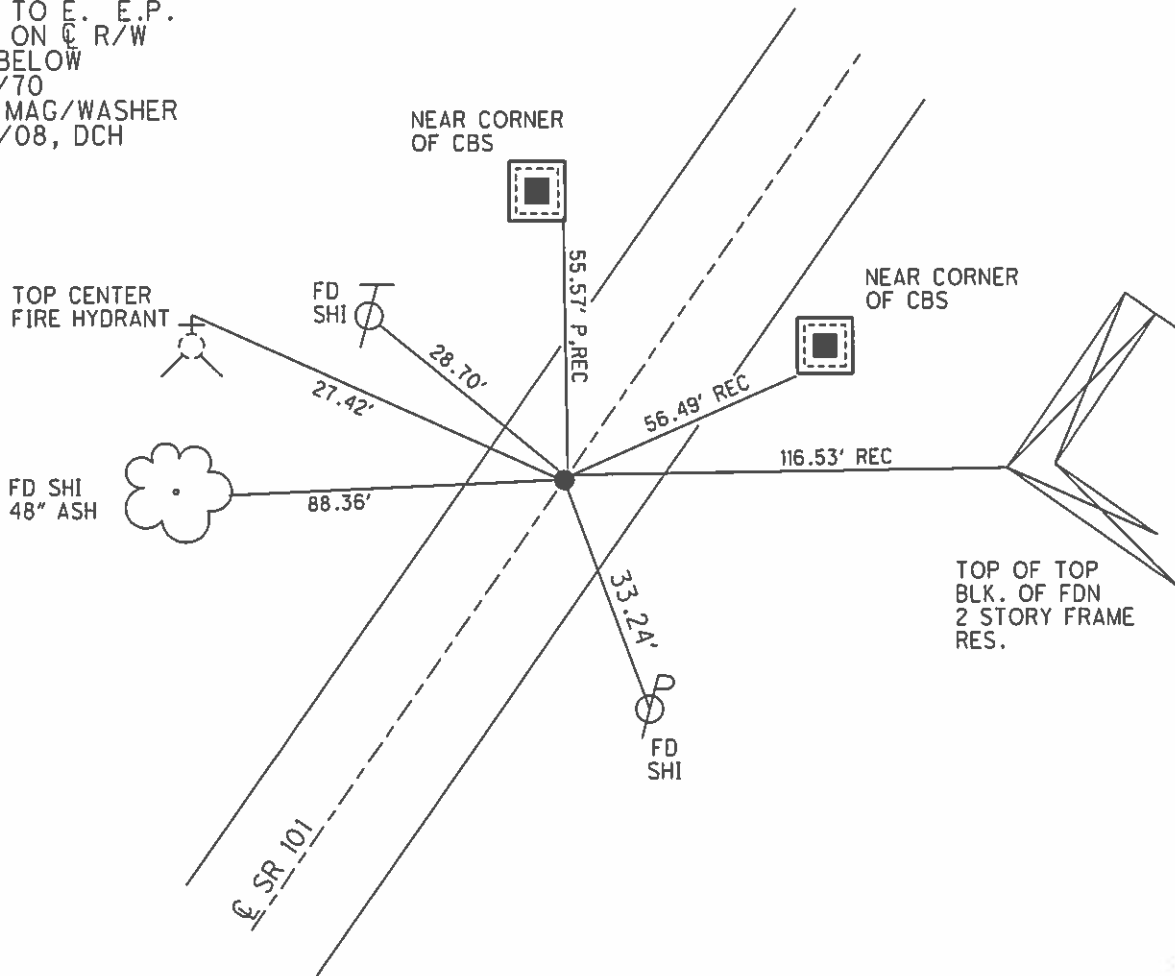 TO E. E.P.
ON ℄ R/W
BELOW
/70
MAG/WASHER
/08, DCH
NEAR CORNER
OF CBS
TOP CENTER
FIRE HYDRANT
FD
SHI
55.57' P,REC
NEAR CORNER
OF CBS
28.70'
27.42'
56.49' REC
116.53' REC
FD SHI
48" ASH
88.36'
33.24'
TOP OF TOP
BLK. OF FDN
2 STORY FRAME
RES.
P
FD
SHI
℄ SR 101